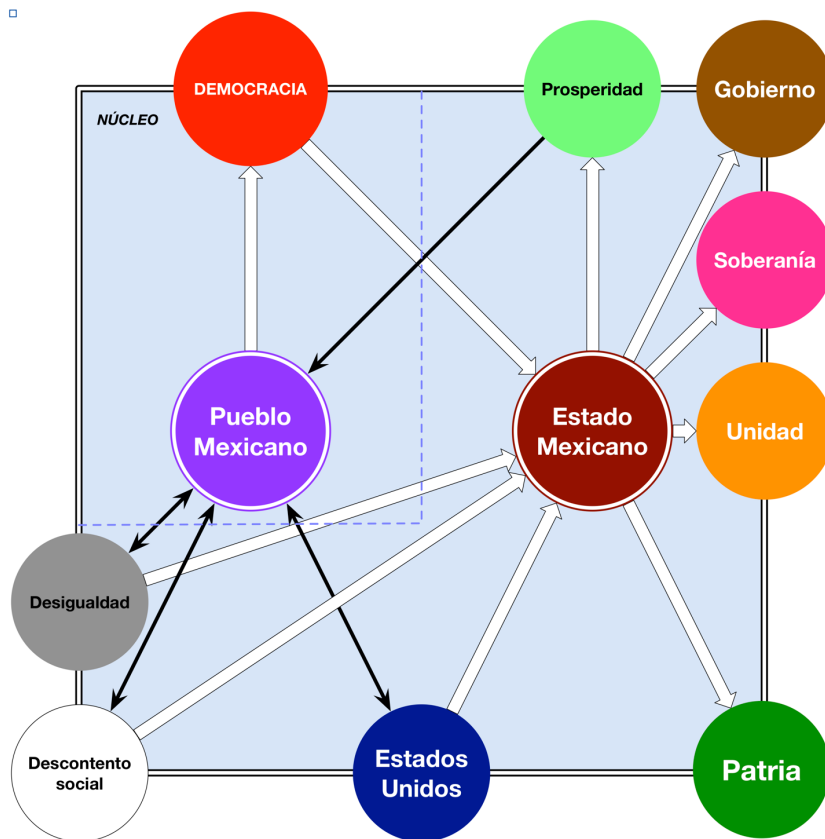 DEMOCRACIA
Prosperidad
Gobierno
NÚCLEO
Soberanía
Pueblo
Mexicano
Estado
Mexicano
Unidad
Desigualdad
Descontento
social
Estados
Unidos
Patria